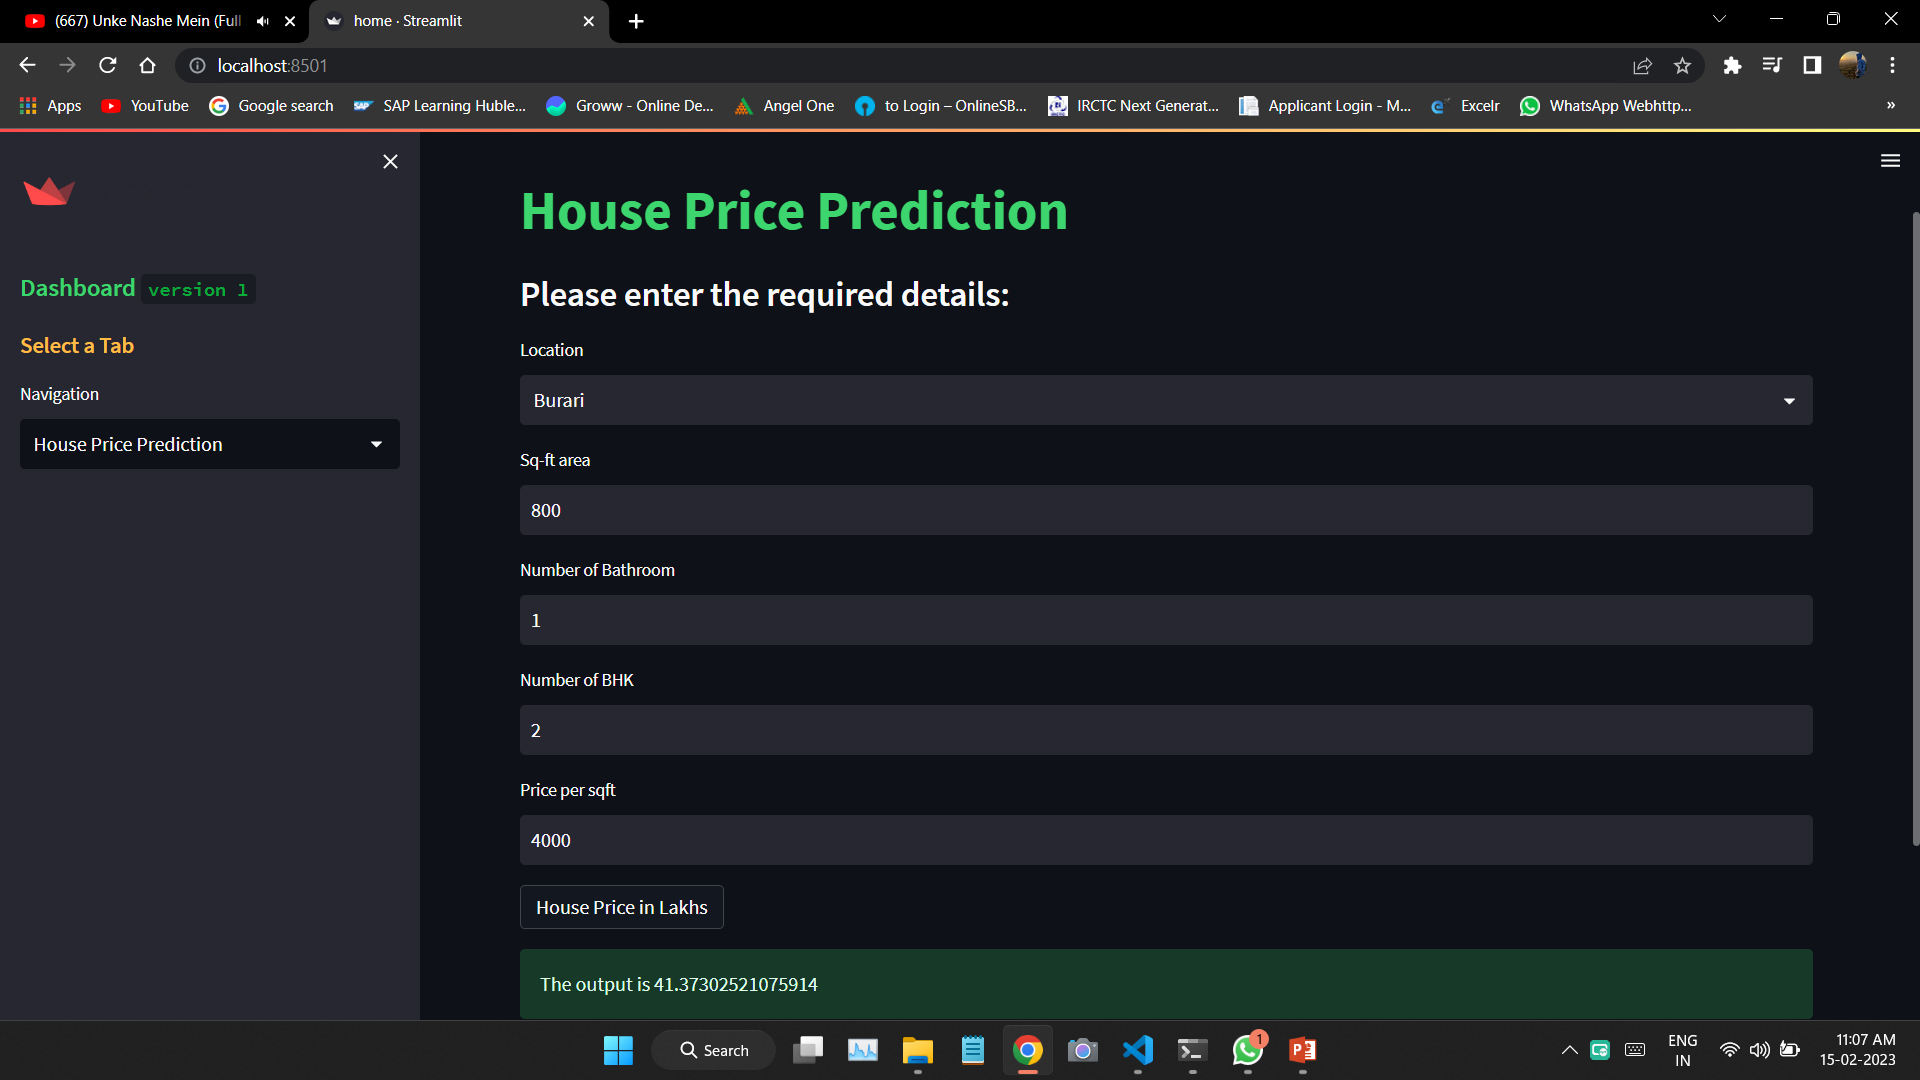 (667) Unke Nashe Mein (Full
home · Streamlit
localhost:8501
Apps
YouTube
Google search
SAP Learning Huble...
Groww - Online De...
Angel One
to Login – OnlineSB...
IRCTC Next Generat...
Applicant Login - M...
Excelr
WhatsApp Webhttp...
»
Dashboard version 1
Select a Tab
Navigation
House Price Prediction
House Price Prediction
Please enter the required details:
Location
Burari
Sq-ft area
800
Number of Bathroom
1
Number of BHK
2
Price per sqft
4000
House Price in Lakhs
The output is 41.37302521075914
Search
1
ENG
IN
11:07 AM
15-02-2023